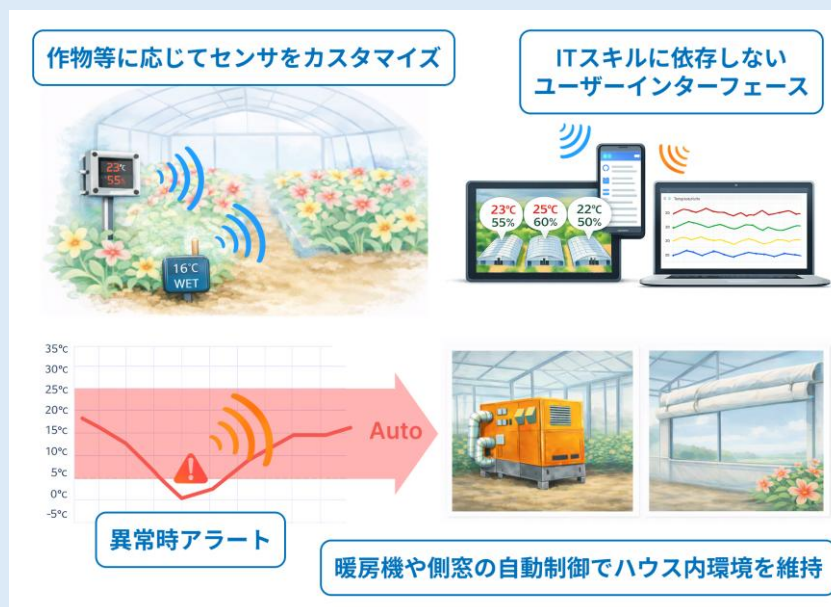 作物等に応じてセンサをカスタマイズ
ITスキルに依存しない
ユーザーインターフェース
23℃
55%
16℃
WET
23℃
55%
25℃
60%
22℃
50%
35℃
30℃
25℃
20℃
15℃
10℃
5℃
0℃
-5℃
Auto
異常時アラート
暖房機や側窓の自動制御でハウス内環境を維持